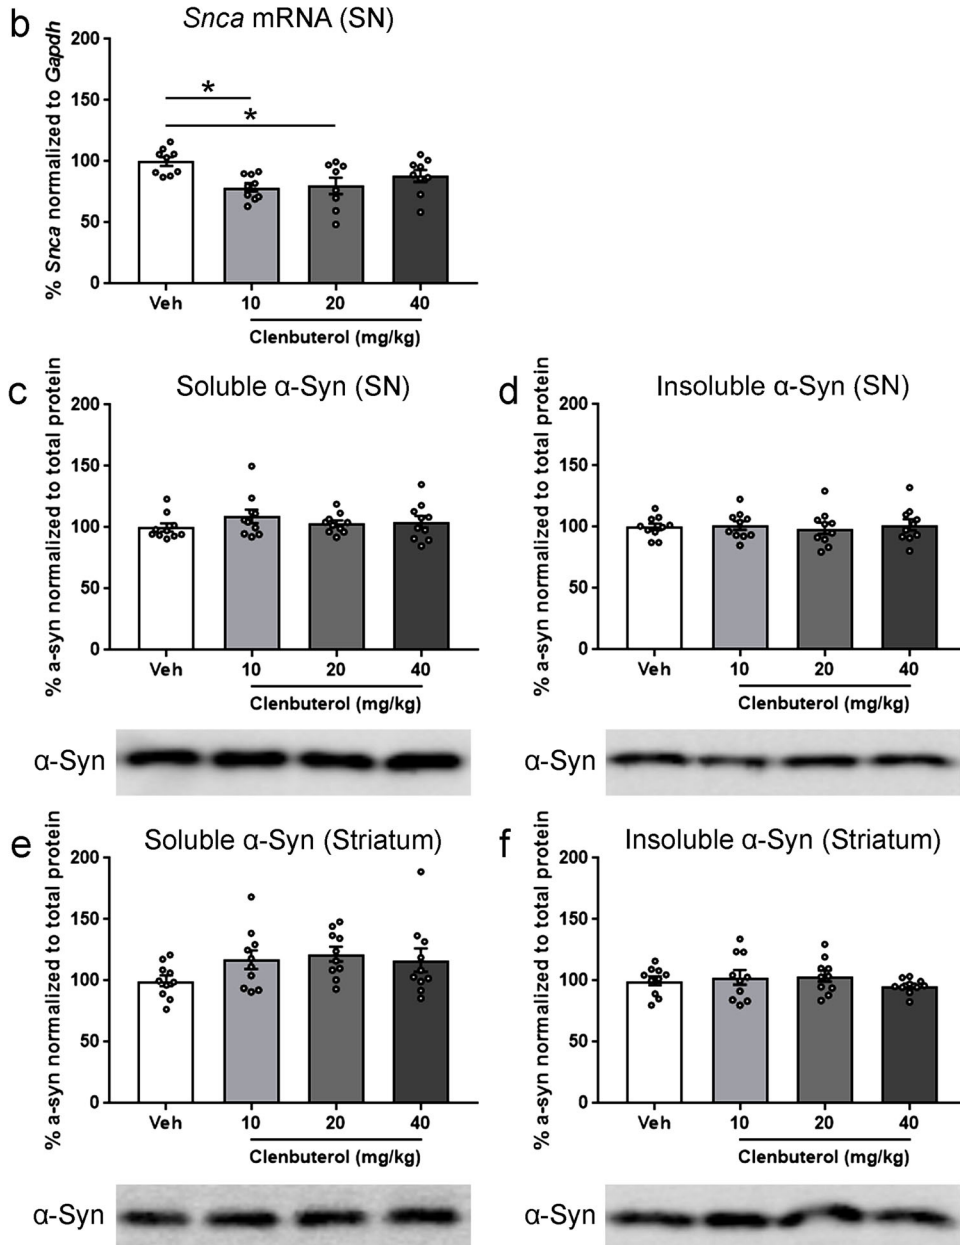 b
Snca mRNA (SN)
% Snca normalized to Gapdh
200
150
100
50
0
*
*
Veh 10 20 40
Clenbuterol (mg/kg)
c
Soluble α-Syn (SN)
% a-syn normalized to total protein
200
150
100
50
0
Veh 10 20 40
Clenbuterol (mg/kg)
α-Syn
d
Insoluble α-Syn (SN)
% a-syn normalized to total protein
200
150
100
50
0
Veh 10 20 40
Clenbuterol (mg/kg)
α-Syn
e
Soluble α-Syn (Striatum)
% a-syn normalized to total protein
200
150
100
50
0
Veh 10 20 40
Clenbuterol (mg/kg)
α-Syn
f
Insoluble α-Syn (Striatum)
% a-syn normalized to total protein
200
150
100
50
0
Veh 10 20 40
Clenbuterol (mg/kg)
α-Syn